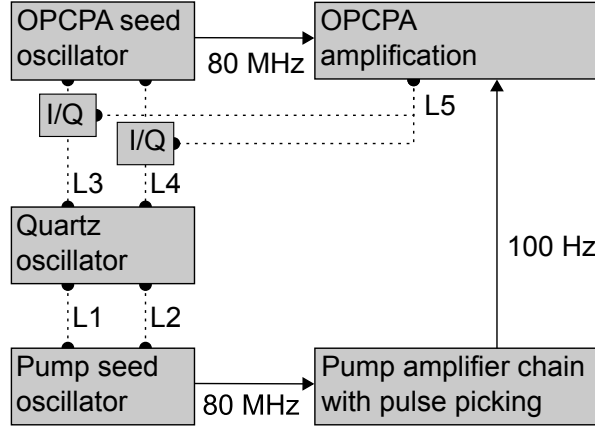 OPCPA seed
oscillator
80 MHz
OPCPA
amplification
I/Q
I/Q
L5
L3
L4
Quartz
oscillator
100 Hz
L1
L2
Pump seed
oscillator
80 MHz
Pump amplifier chain
with pulse picking